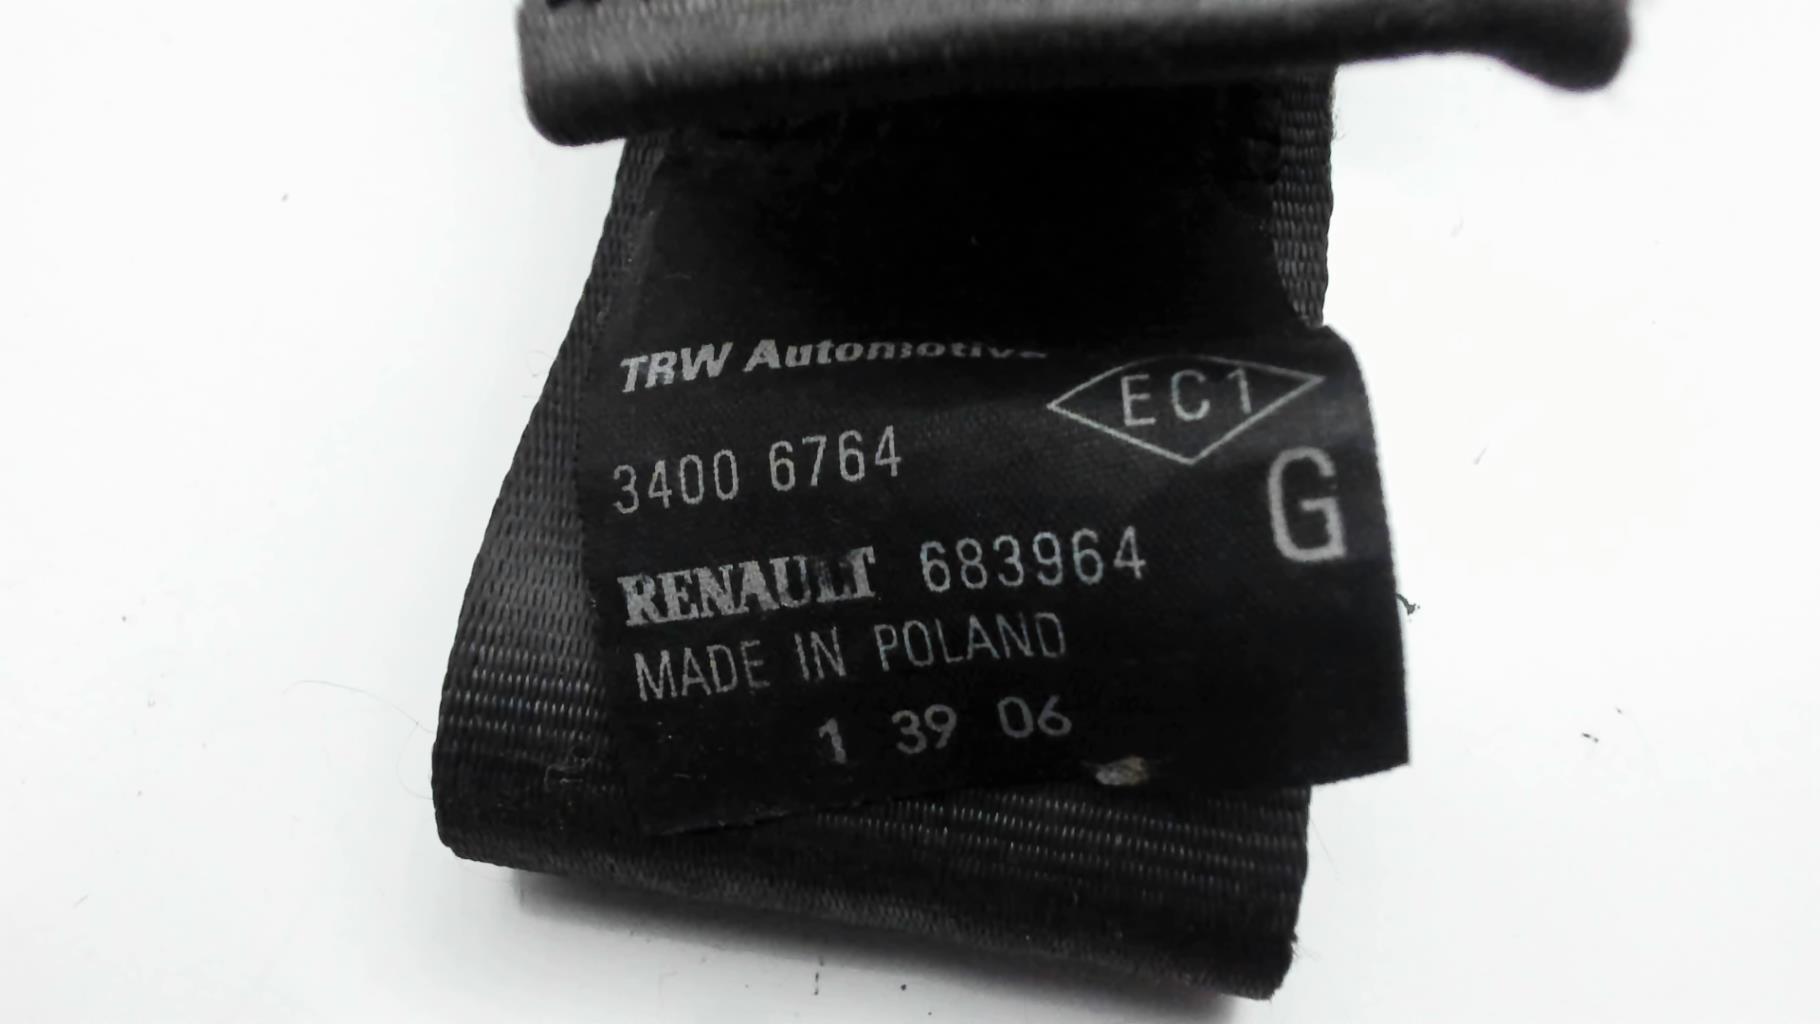 TRW Automotive
EC1
3400 6764
G
RENAULT 683964
MADE IN POLAND
1 39 06